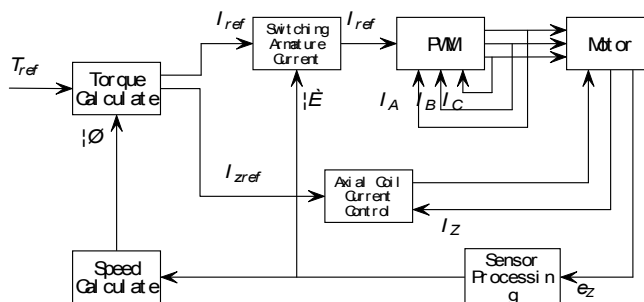 I_ref
I_ref
Switching
Armature
Current
PWM
Motor
T_ref
Torque
Calculate
I_A
I_B
I_C
¦È
¦Ø
I_zref
Axial Coil
Current
Control
I_Z
Speed
Calculate
Sensor
Processin
g
e_Z